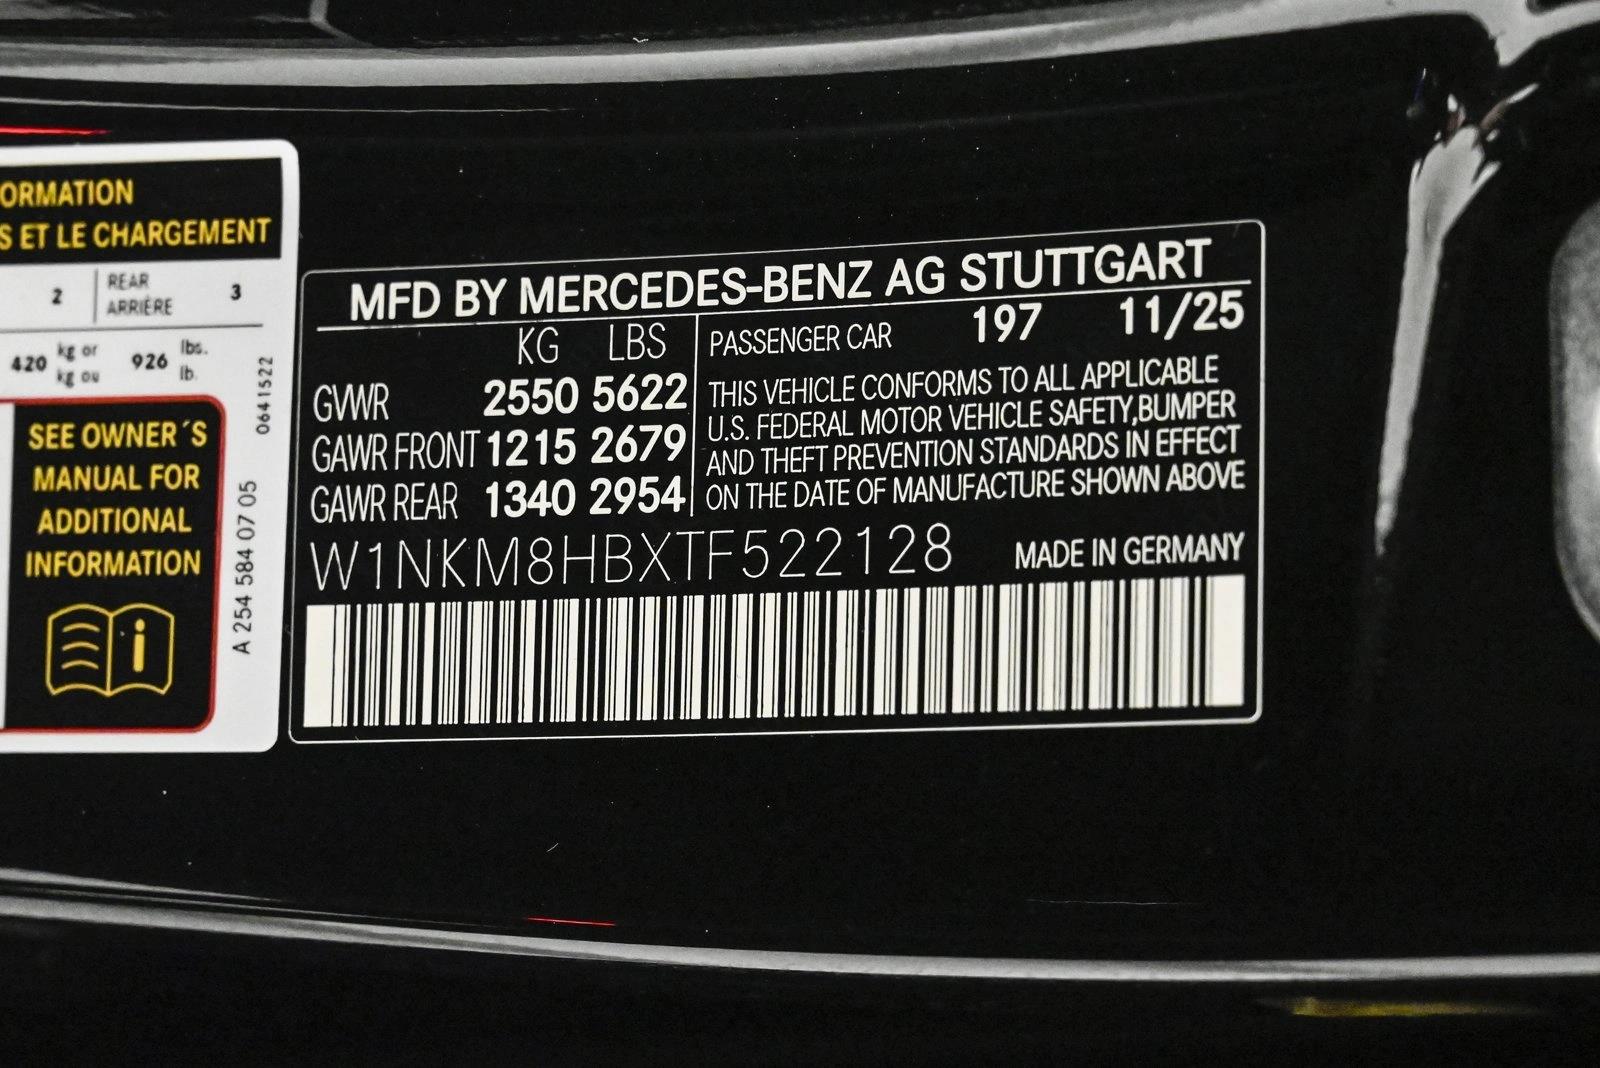 ORMATION
S ET LE CHARGEMENT
2 REAR ARRIÈRE 3
420 kg or kg ou 926 lbs. lb.
SEE OWNER´S
MANUAL FOR
ADDITIONAL
INFORMATION
i
0641522
A 254 584 07 05
MFD BY MERCEDES-BENZ AG STUTTGART
KG LBS
GVWR 2550 5622
GAWR FRONT 1215 2679
GAWR REAR 1340 2954
PASSENGER CAR 197 11/25
THIS VEHICLE CONFORMS TO ALL APPLICABLE
U.S. FEDERAL MOTOR VEHICLE SAFETY,BUMPER
AND THEFT PREVENTION STANDARDS IN EFFECT
ON THE DATE OF MANUFACTURE SHOWN ABOVE
W1NKM8HBXTF522128 MADE IN GERMANY